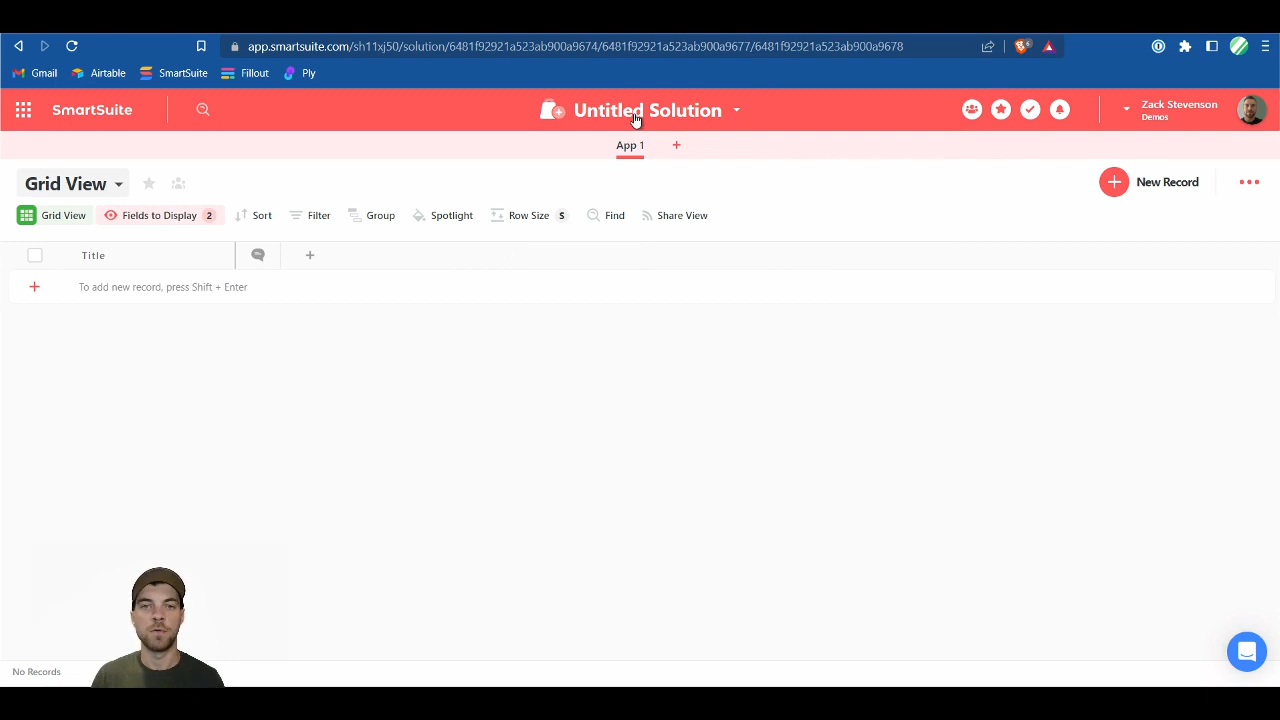 app.smartsuite.com/sh11xj50/solution/6481f92921a523ab900a9674/6481f92921a523ab900a9677/6481f92921a523ab900a9678
6
Gmail Airtable SmartSuite Fillout Ply
SmartSuite Untitled Solution Zack Stevenson
Demos
App 1 +
Grid View New Record
Grid View Fields to Display 2 Sort Filter Group Spotlight Row Size S Find Share View
Title +
+ To add new record, press Shift + Enter
No Records